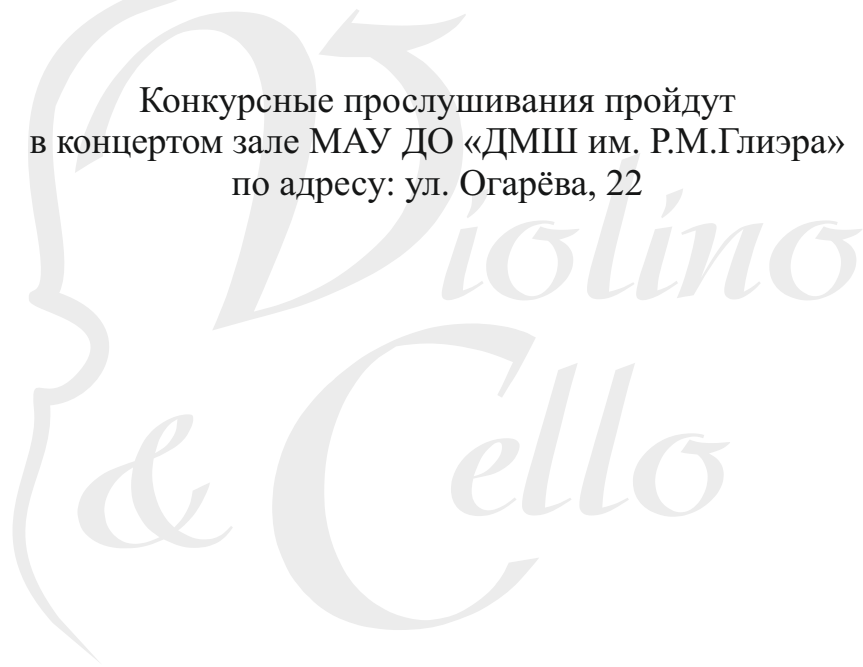 Конкурсные прослушивания пройдут
в концертом зале МАУ ДО «ДМШ им. Р.М.Глиэра»
по адресу: ул. Огарёва, 22
Violino
& Cello